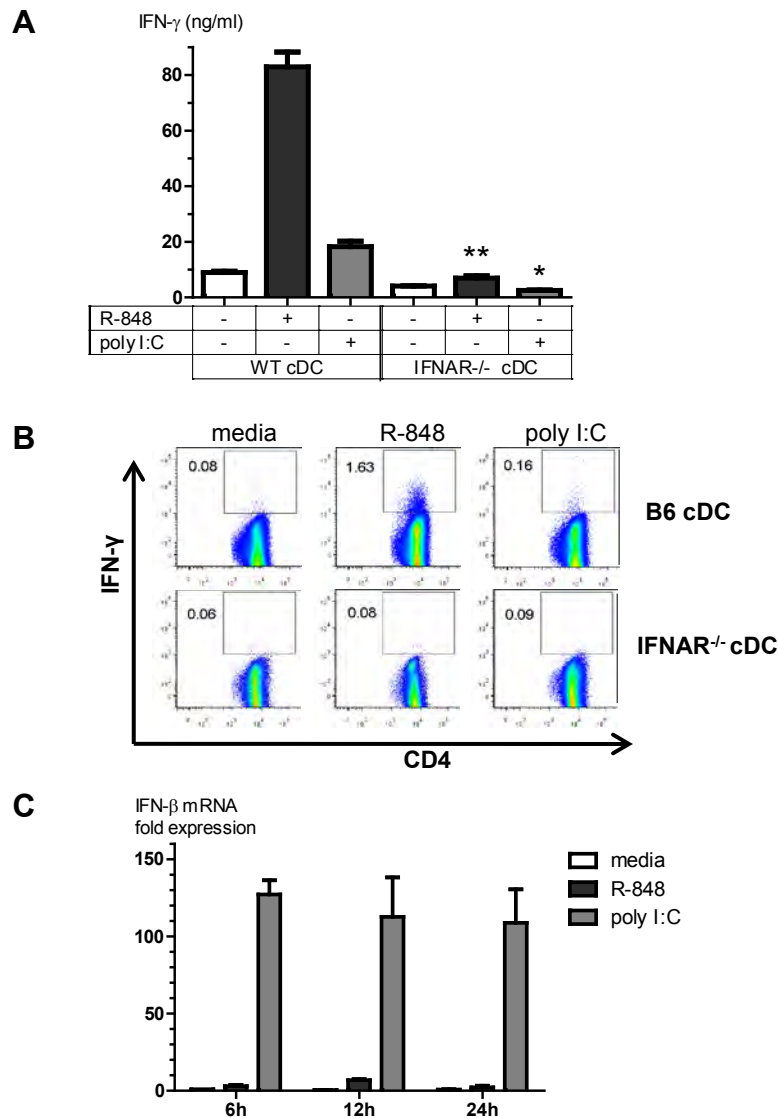 A
IFN-γ (ng/ml)
80
60
40
20
0
** 
*
R-848 - + - - + -
poly I:C - - + - - +
WT cDC IFNAR-/- cDC
B
media R-848 poly I:C
0.08 1.63 0.16
B6 cDC
IFN-γ
0.06 0.08 0.09
IFNAR-/- cDC
CD4
C
IFN-β mRNA
fold expression
150
100
50
0
media
R-848
poly I:C
6h 12h 24h